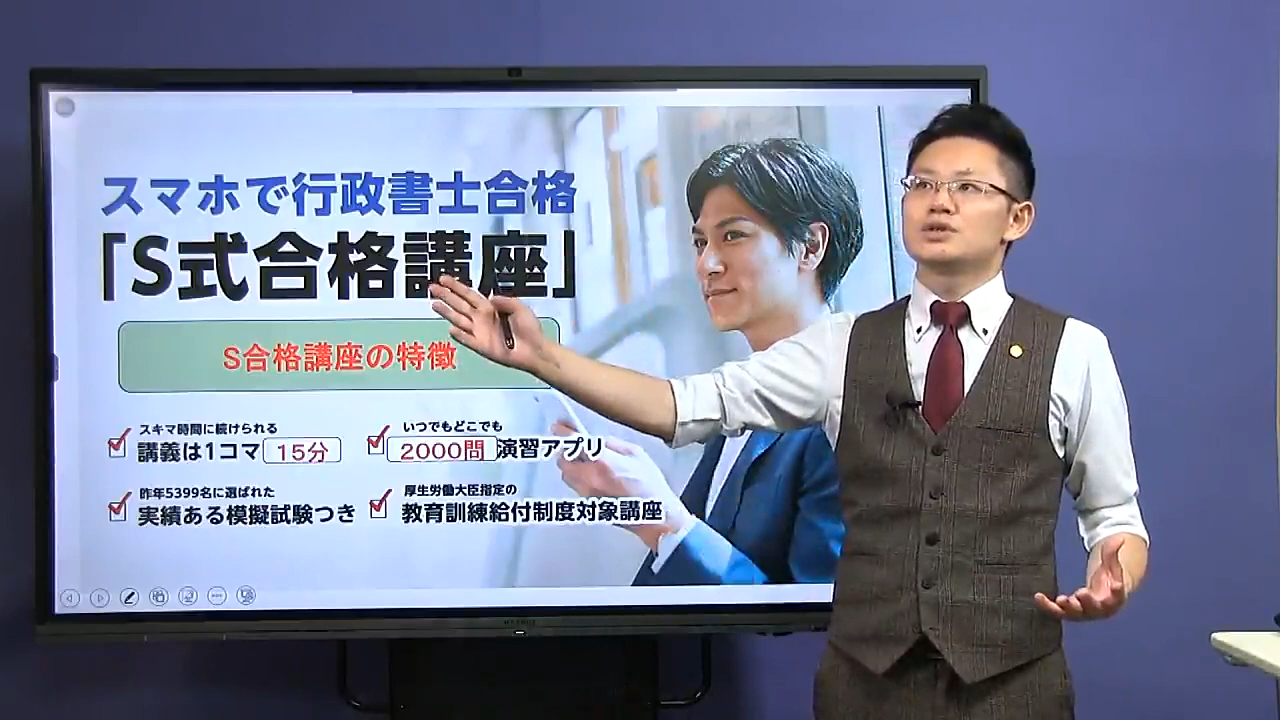 スマホで行政書士合格
「S式合格講座」
S合格講座の特徴
スキマ時間に続けられる
講義は1コマ 15分
いつでもどこでも
2000問 演習アプリ
昨年5399名に選ばれた
実績ある模擬試験つき
厚生労働大臣指定の
教育訓練給付制度対象講座